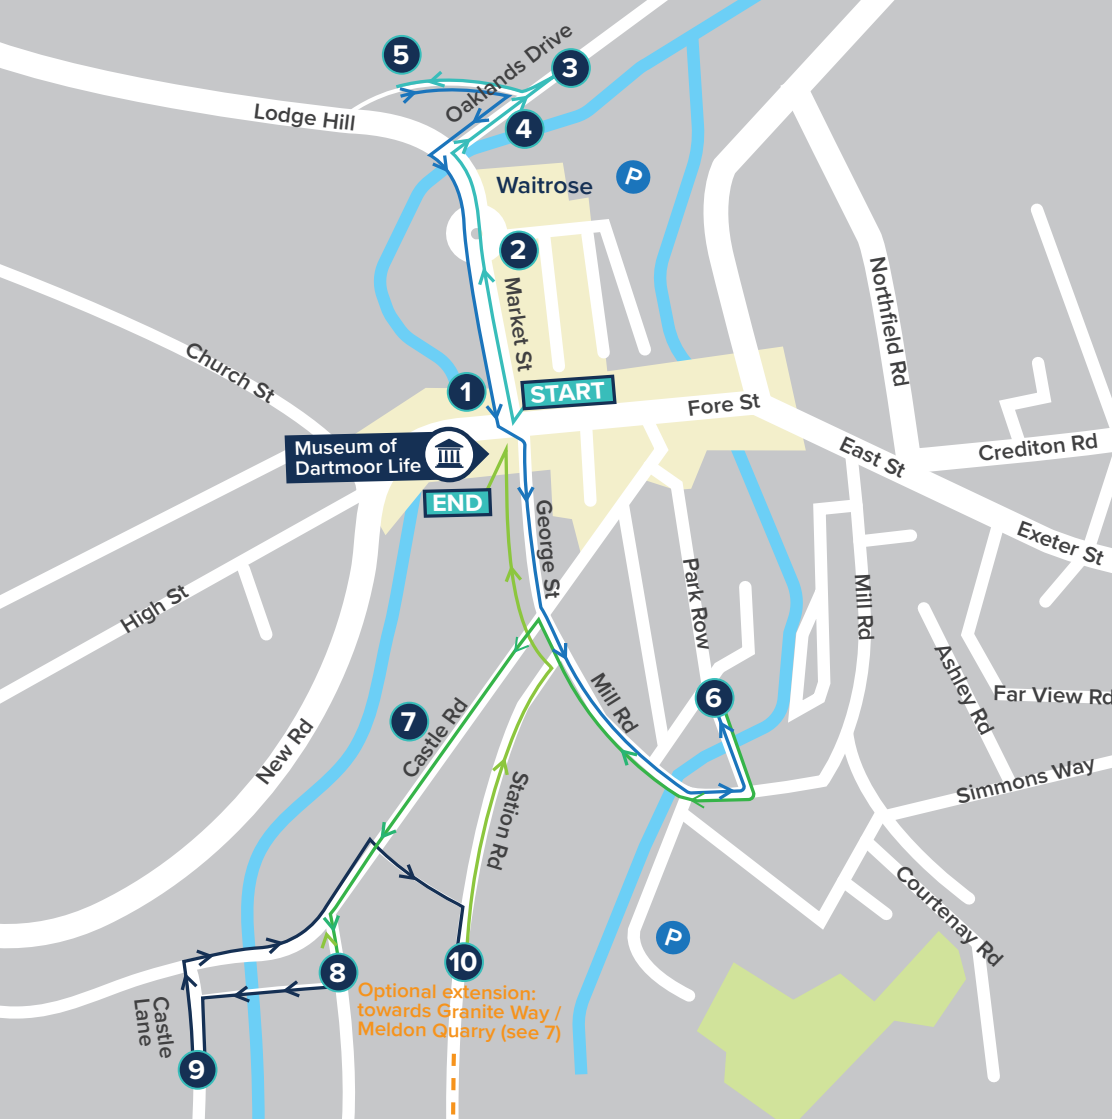 5
Oaklands Drive
3
Lodge Hill
4
Waitrose
P
2
Market St
Northfield Rd
Church St
1
START
Fore St
Museum of
Dartmoor Life
East St
Crediton Rd
END
George St
Exeter St
High St
Park Row
Mill Rd
Ashley Rd
Far View Rd
6
Mill Rd
7
Castle Rd
New Rd
Simmons Way
Station Rd
Courtenay Rd
P
10
8
Optional extension:
towards Granite Way /
Meldon Quarry (see 7)
Castle
Lane
9